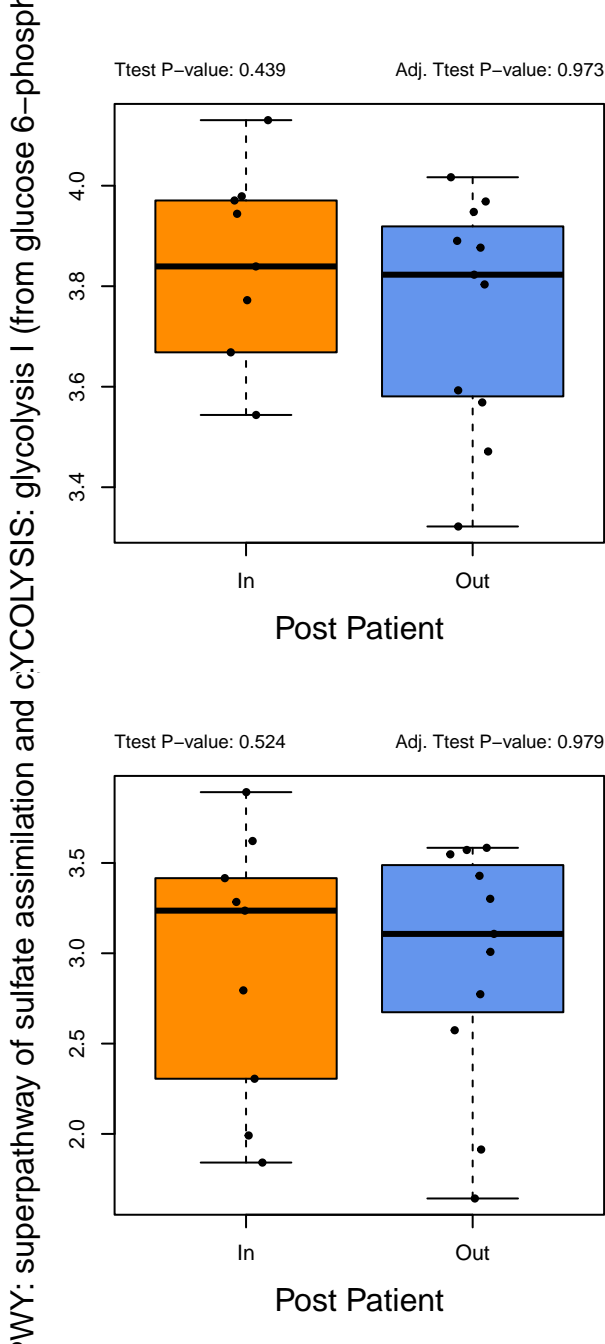 Ttest P−value: 0.439 Adj. Ttest P−value: 0.973
YCOLYSIS: glycolysis I (from glucose 6−phosph
4.0
3.8
3.6
3.4
In Out
Post Patient
Ttest P−value: 0.524 Adj. Ttest P−value: 0.979
PWY: superpathway of sulfate assimilation and c
3.5
3.0
2.5
2.0
In Out
Post Patient